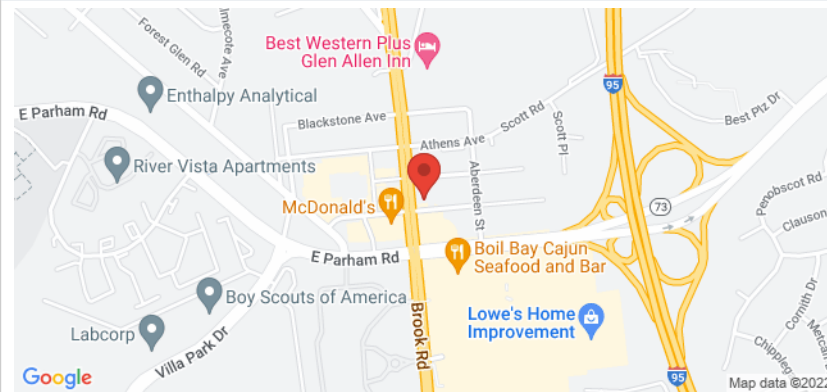 Forest Glen Rd
Best Western Plus
Glen Allen Inn
95
Enthalpy Analytical
Best Plz Dr
E Parham Rd
Blackstone Ave
Scott Rd
Scott Pl
Athens Ave
River Vista Apartments
Aberdeen St
Penobscot Rd
McDonald's
73
Clauson
E Parham Rd
Boil Bay Cajun
Seafood and Bar
Boy Scouts of America
Brook Rd
Lowe's Home
Improvement
Cornith Dr
Labcorp
Villa Park Dr
Chippleg
Metcal
95
Google
Map data ©2022